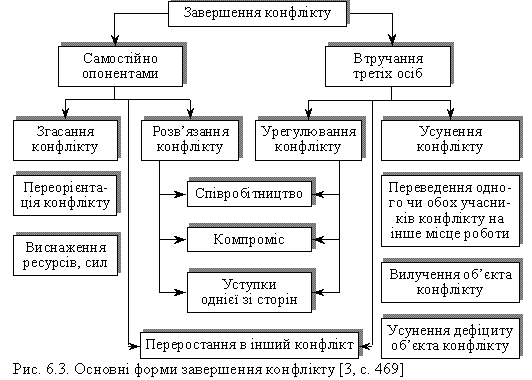 Завершення конфлікту
Самостійно
опонентами
Втручання
третіх осіб
Згасання
конфлікту
Розв’язання
конфлікту
Урегулювання
конфлікту
Усунення
конфлікту
Переорієнта-
ція конфлікту
Співробітництво
Переведення одно-
го чи обох учасни-
ків конфлікту на
інше місце роботи
Виснаження
ресурсів, сил
Компроміс
Вилучення об’єкта
конфлікту
Уступки
однієї зі сторін
Переростання в інший конфлікт
Усунення дефіциту
об’єкта конфлікту
Рис. 6.3. Основні форми завершення конфлікту [3, с. 469]